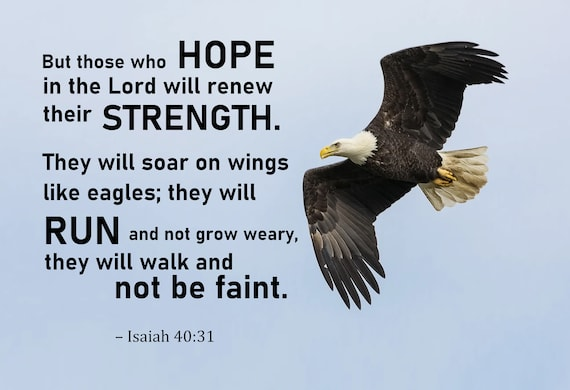 But those who HOPE
in the Lord will renew
their STRENGTH.
They will soar on wings
like eagles; they will
RUN and not grow weary,
they will walk and
not be faint.
– Isaiah 40:31